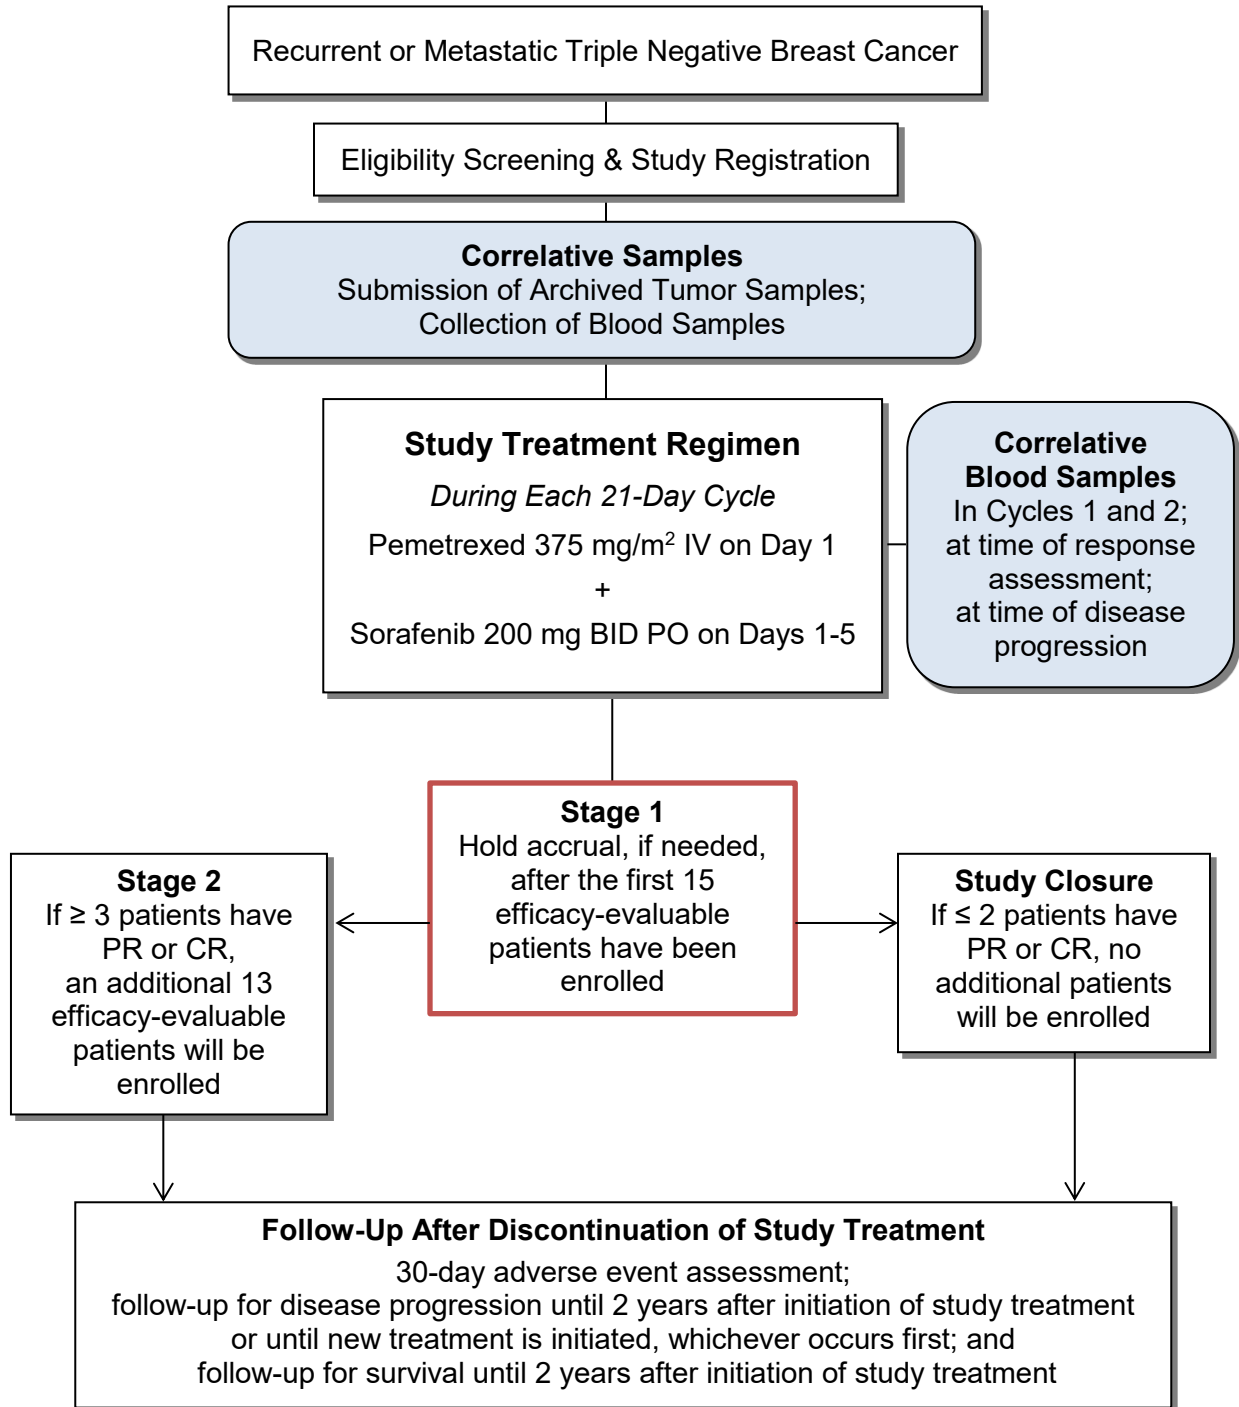 Recurrent or Metastatic Triple Negative Breast Cancer
Eligibility Screening & Study Registration
Correlative Samples
Submission of Archived Tumor Samples;
Collection of Blood Samples
Study Treatment Regimen
During Each 21-Day Cycle
Pemetrexed 375 mg/m² IV on Day 1
+
Sorafenib 200 mg BID PO on Days 1-5
Correlative
Blood Samples
In Cycles 1 and 2;
at time of response
assessment;
at time of disease
progression
Stage 1
Hold accrual, if needed,
after the first 15
efficacy-evaluable
patients have been
enrolled
Stage 2
If ≥ 3 patients have
PR or CR,
an additional 13
efficacy-evaluable
patients will be
enrolled
Study Closure
If ≤ 2 patients have
PR or CR, no
additional patients
will be enrolled
Follow-Up After Discontinuation of Study Treatment
30-day adverse event assessment;
follow-up for disease progression until 2 years after initiation of study treatment
or until new treatment is initiated, whichever occurs first; and
follow-up for survival until 2 years after initiation of study treatment